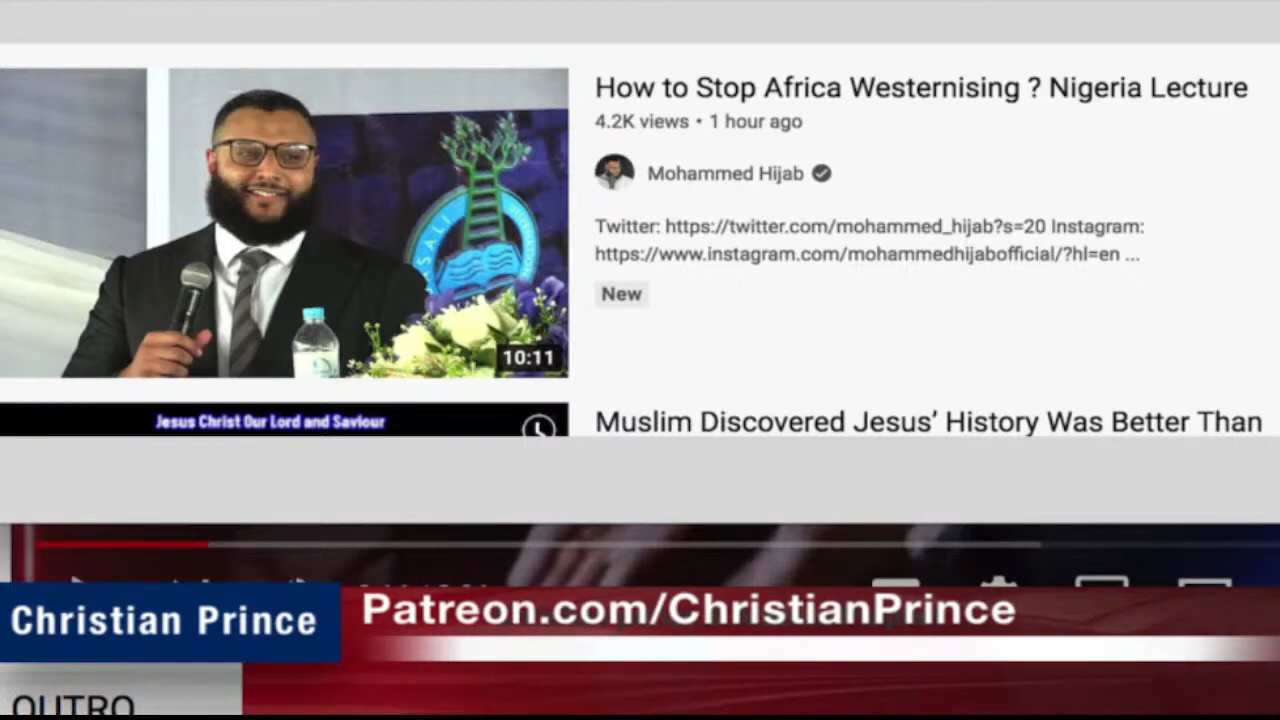 How to Stop Africa Westernising ? Nigeria Lecture
4.2K views • 1 hour ago
Mohammed Hijab
Twitter: https://twitter.com/mohammed_hijab?s=20 Instagram:
https://www.instagram.com/mohammedhijabofficial/?hl=en ...
New
ASALI
10:11
Jesus Christ Our Lord and Saviour
Muslim Discovered Jesus' History Was Better Than
Christian Prince
Patreon.com/ChristianPrince
OUTRO